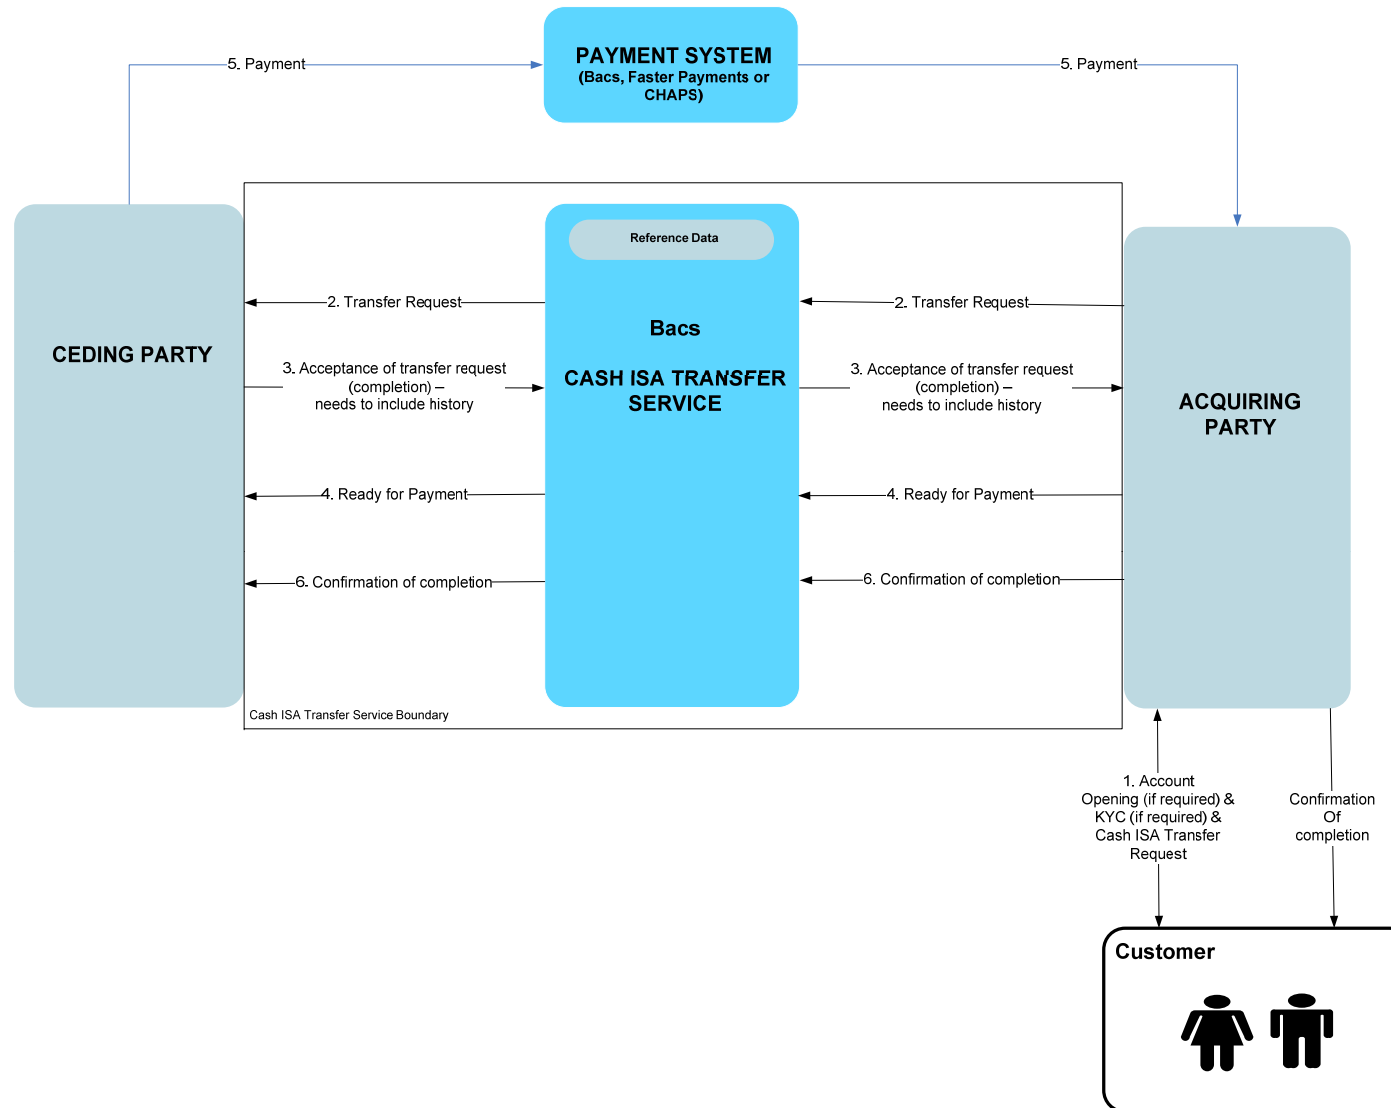 PAYMENT SYSTEM
(Bacs, Faster Payments or
CHAPS)
5. Payment
5. Payment
Reference Data
2. Transfer Request
2. Transfer Request
Bacs
CASH ISA TRANSFER
SERVICE
CEDING PARTY
3. Acceptance of transfer request
(completion) –
needs to include history
3. Acceptance of transfer request
(completion) –
needs to include history
ACQUIRING
PARTY
4. Ready for Payment
4. Ready for Payment
6. Confirmation of completion
6. Confirmation of completion
Cash ISA Transfer Service Boundary
1. Account
Opening (if required) &
KYC (if required) &
Cash ISA Transfer
Request
Confirmation
Of
completion
Customer